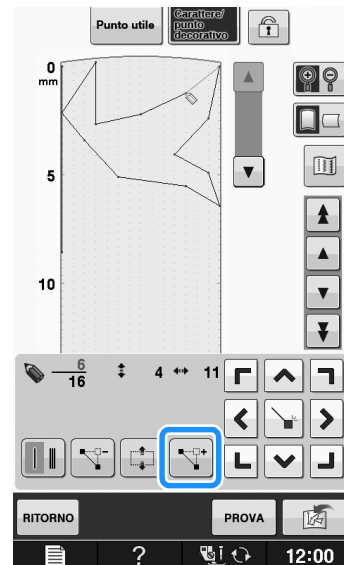 Punto utile
Carattere/
punto
decorativo
0
mm
5
10
6
16
4
11
RITORNO
PROVA
?
12:00